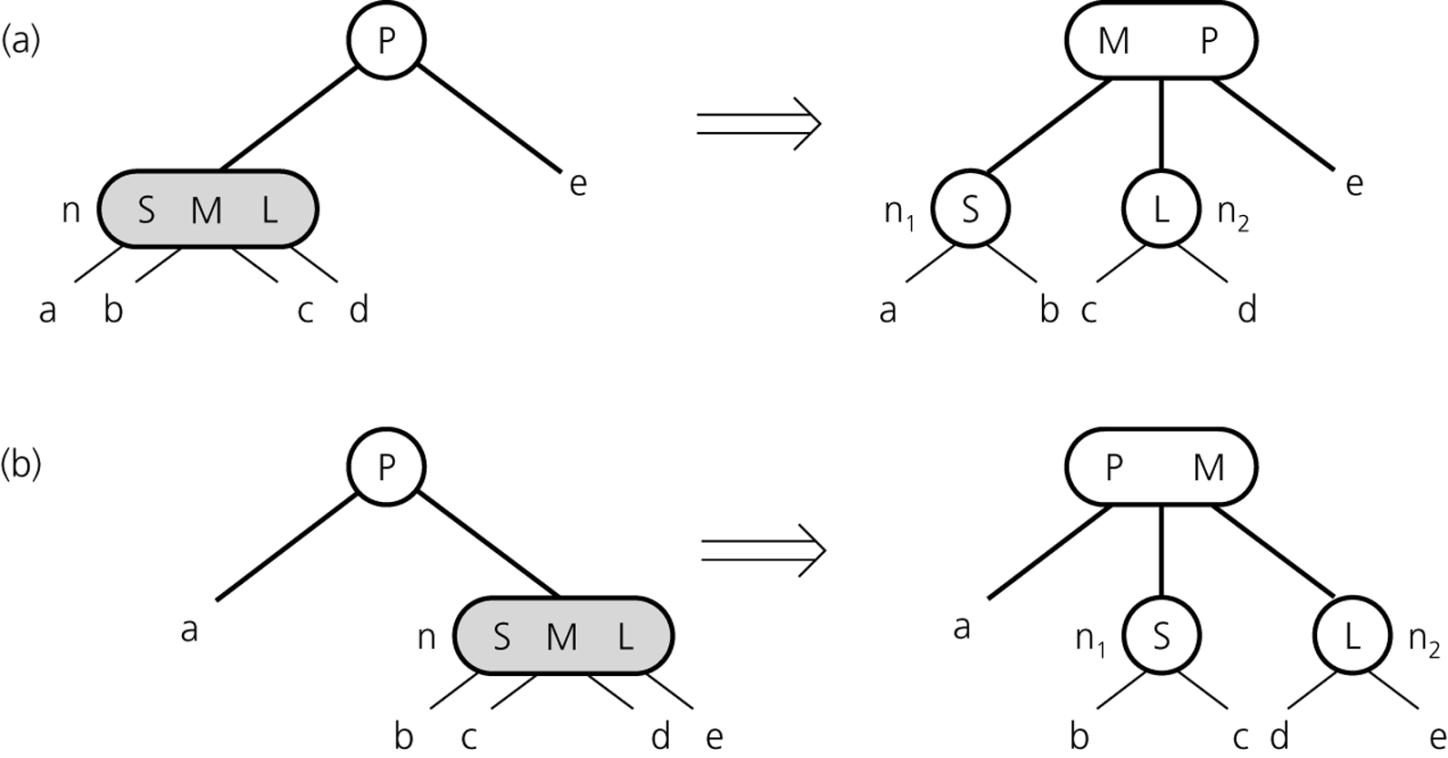 (a) P M P
n S M L e n₁ S L n₂ e
a b c d a b c d
(b) P P M
a n S M L a n₁ S L n₂
b c d e b c d e